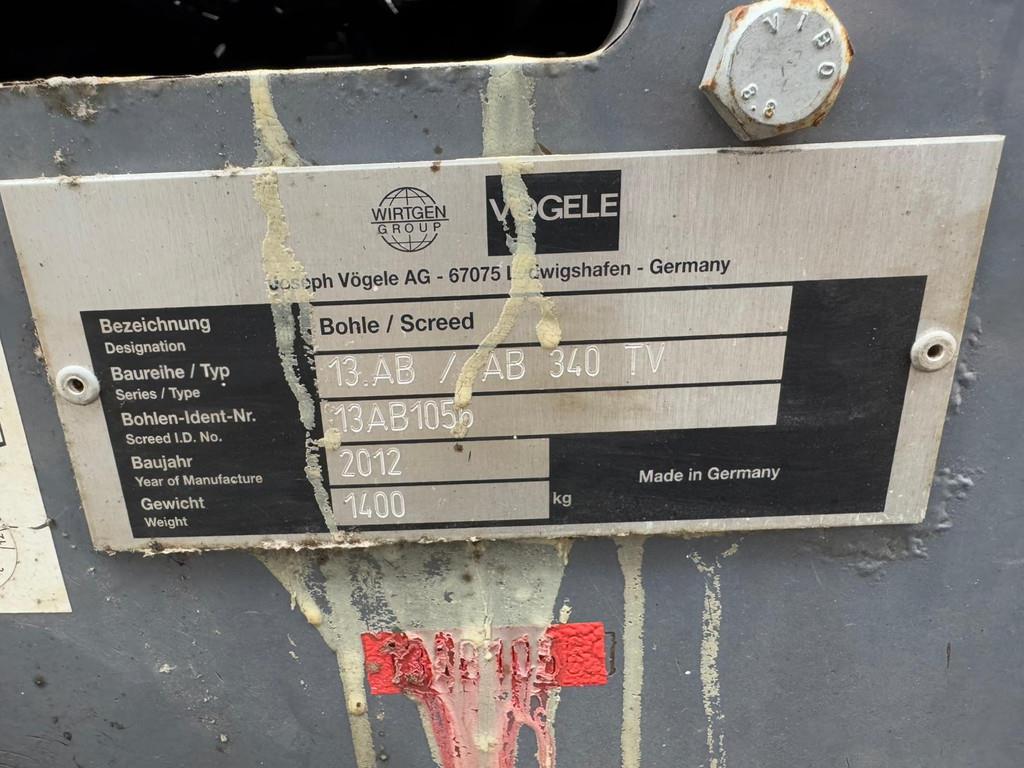 VIBO
8.8
WIRTGEN
GROUP
VÖGELE
Joseph Vögele AG - 67075 Ludwigshafen - Germany
Bezeichnung
Designation
Bohle / Screed
Baureihe / Typ
Series / Type
13.AB / AB 340 TV
Bohlen-Ident-Nr.
Screed I.D. No.
13AB1056
Baujahr
Year of Manufacture
2012
Gewicht
Weight
1400
kg
Made in Germany